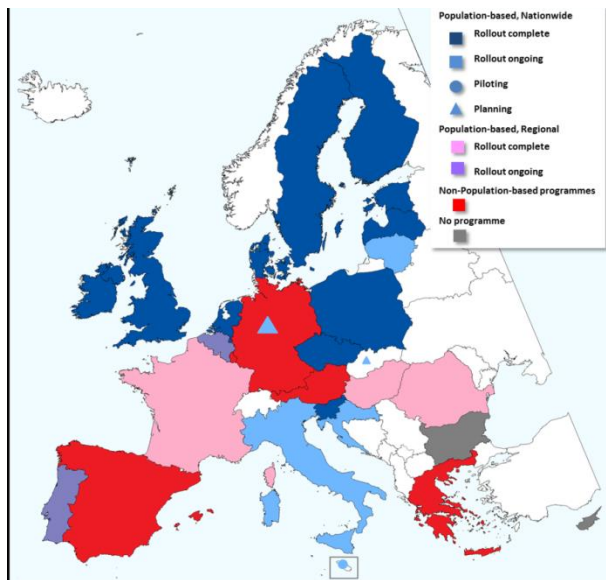 Population-based, Nationwide
Rollout complete
Rollout ongoing
Piloting
Planning
Population-based, Regional
Rollout complete
Rollout ongoing
Non-Population-based programmes
No programme